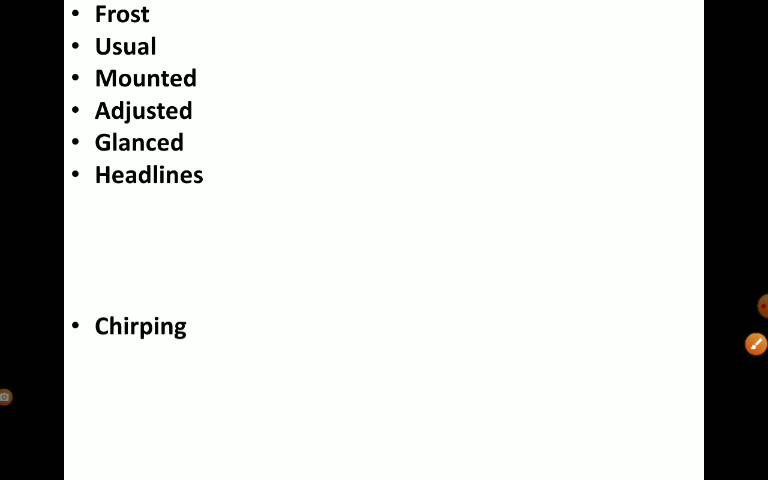 • Frost
• Usual
• Mounted
• Adjusted
• Glanced
• Headlines
• Chirping